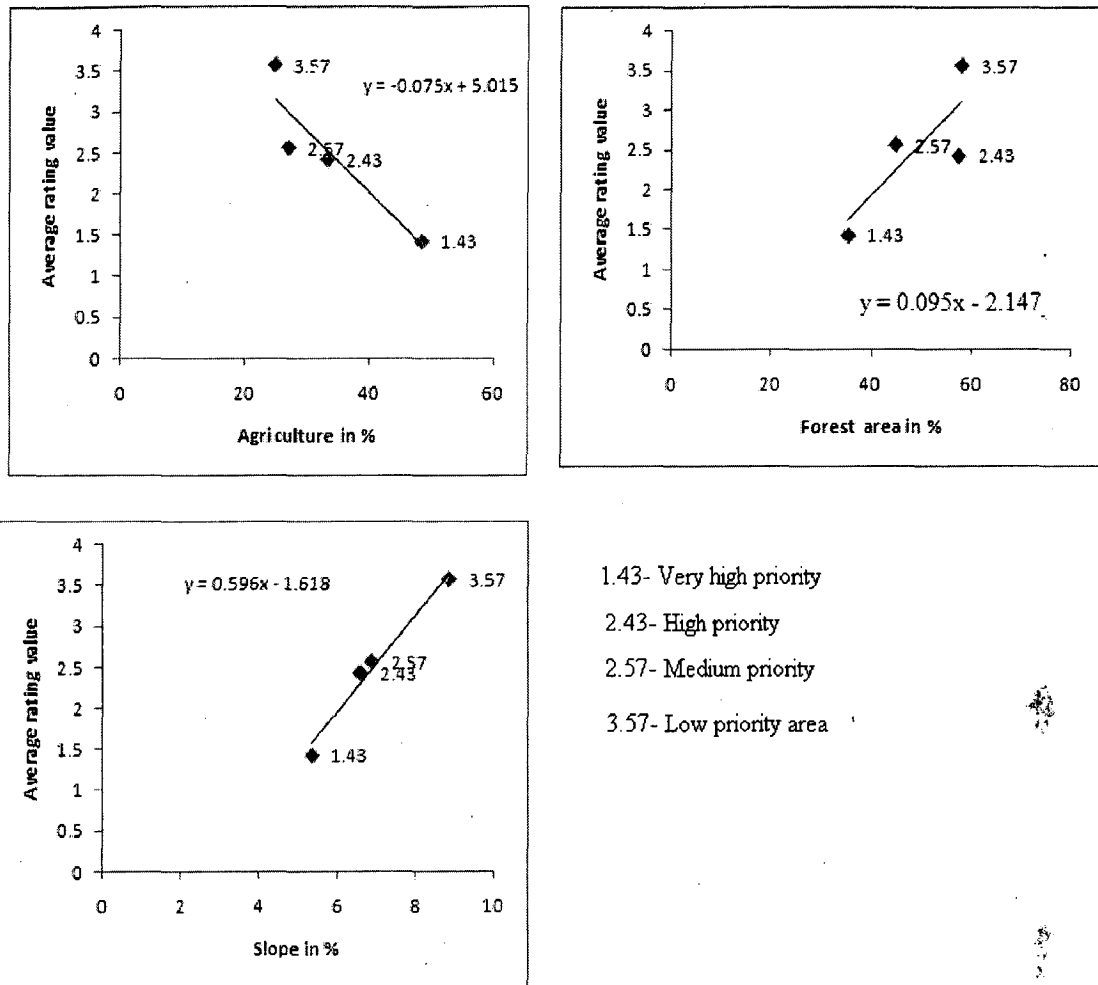 4
3.5
3
2.5
2
1.5
1
0.5
0
Average rating value
3.57
y = -0.075x + 5.015
2.57
2.43
1.43
0 20 40 60
Agriculture in %
4
3.5
3
2.5
2
1.5
1
0.5
0
Average rating value
3.57
2.57
2.43
1.43
y = 0.095x - 2.147
0 20 40 60 80
Forest area in %
4
3.5
3
2.5
2
1.5
1
0.5
0
Average rating value
y = 0.596x - 1.618
3.57
2.57
2.43
1.43
0 2 4 6 8 10
Slope in %
1.43- Very high priority
2.43- High priority
2.57- Medium priority
3.57- Low priority area